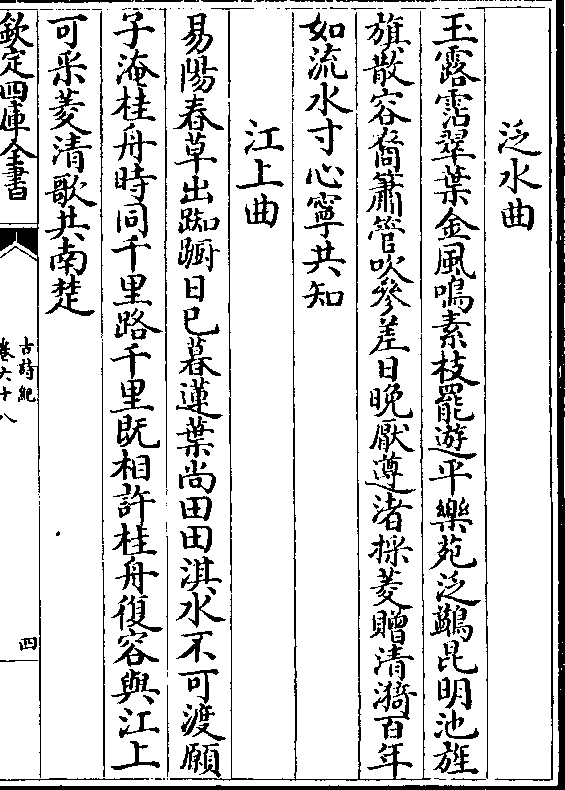 泛水曲
玉露霑翠葉金風鳴素枝罷遊平樂苑泛鷁昆明池旌
旗散容裔簫管吹參差日晚厭遵渚採菱贈清漪百年
如流水寸心寧共知
江上曲
易陽春草出踟躕日已暮蓮葉尚田田淇水不可渡願
子淹桂舟時同千里路千里既相許桂舟復容與江上
可采菱清歌共南楚
欽定四庫全書
古詩紀
卷六十八
四